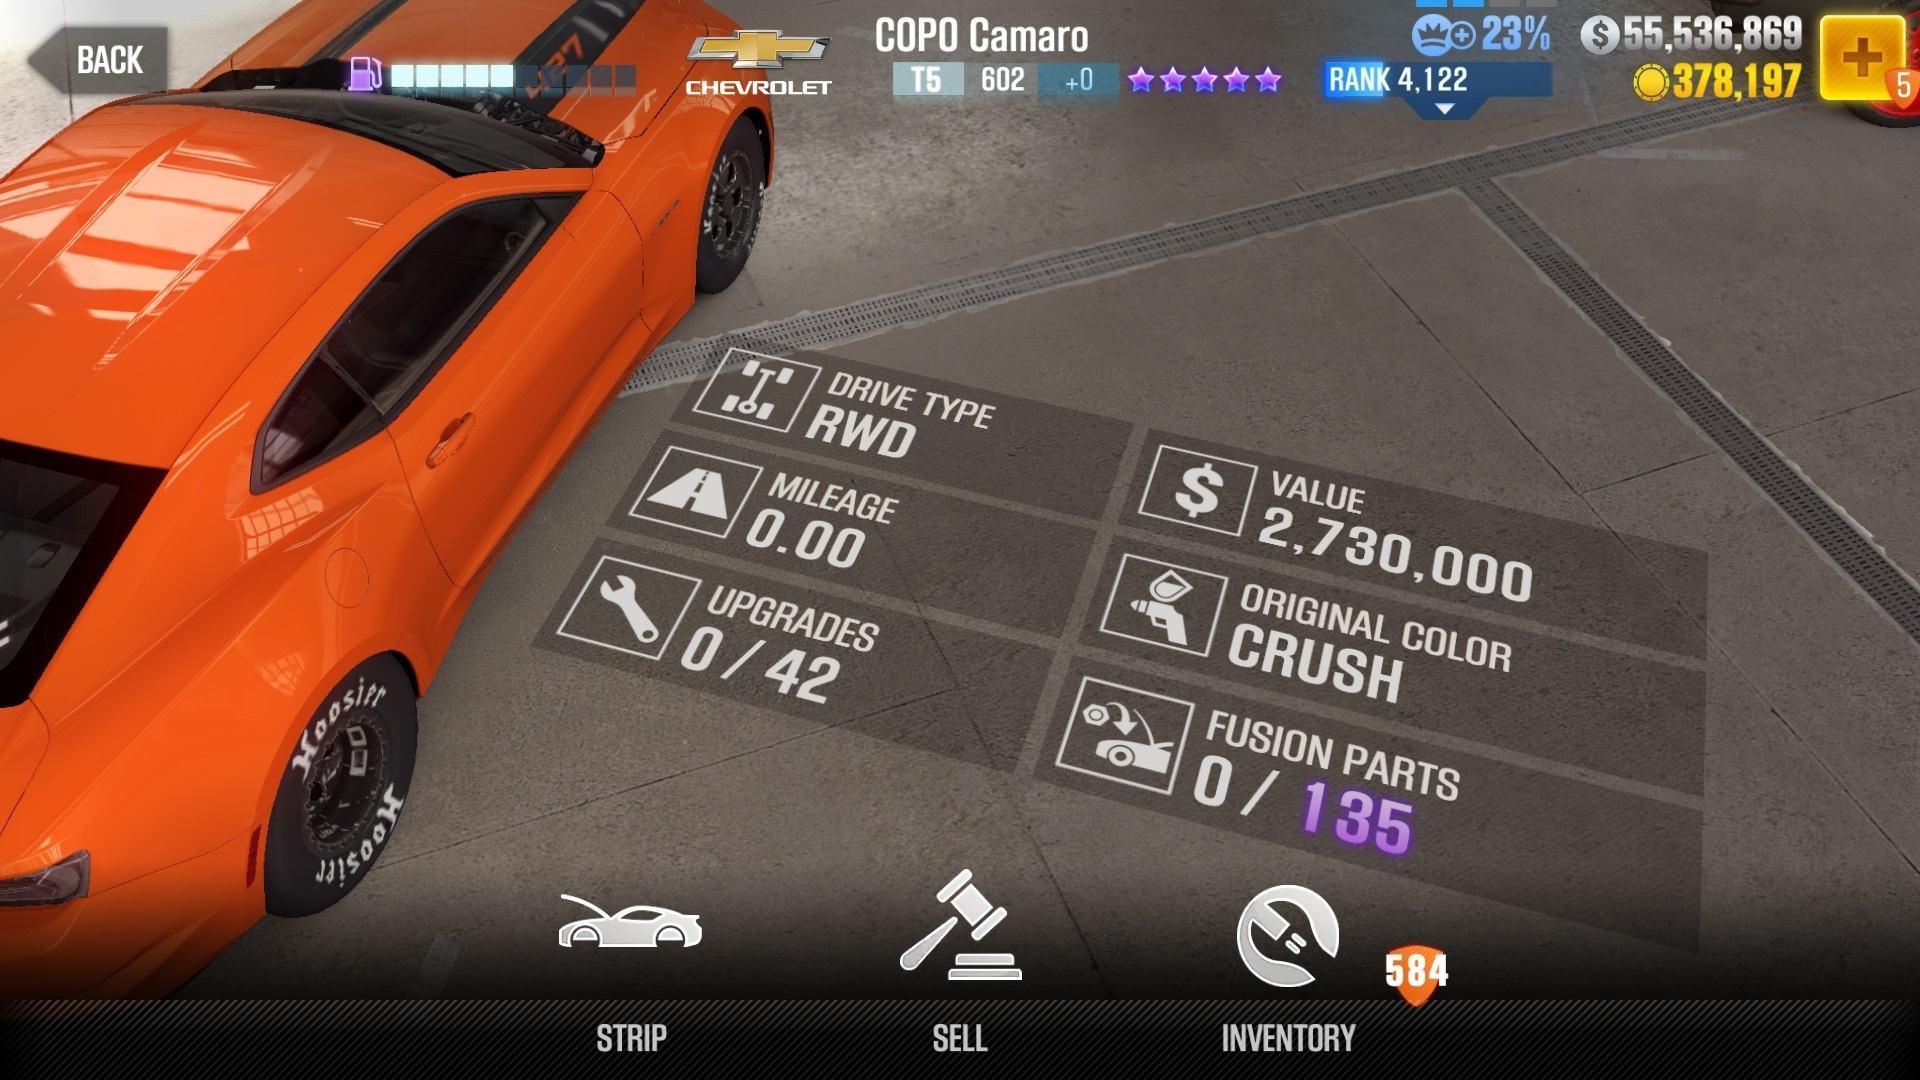 BACK
CHEVROLET
COPO Camaro
T5 602 +0
23%
RANK 4,122
$ 55,536,869
378,197
5
DRIVE TYPE
RWD
MILEAGE
0.00
UPGRADES
0/42
$ VALUE
2,730,000
ORIGINAL COLOR
CRUSH
FUSION PARTS
0/ 135
Hoosier
Hoosier
584
STRIP
SELL
INVENTORY